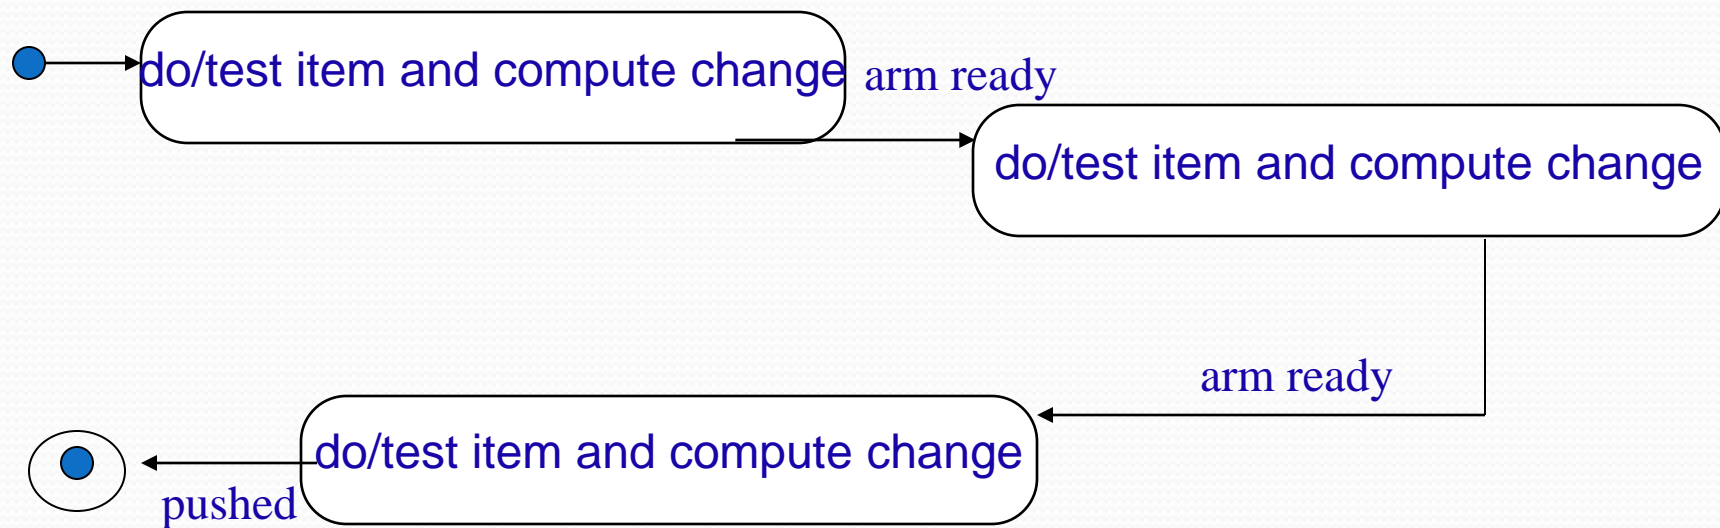 do/test item and compute change
arm ready
do/test item and compute change
arm ready
do/test item and compute change
pushed